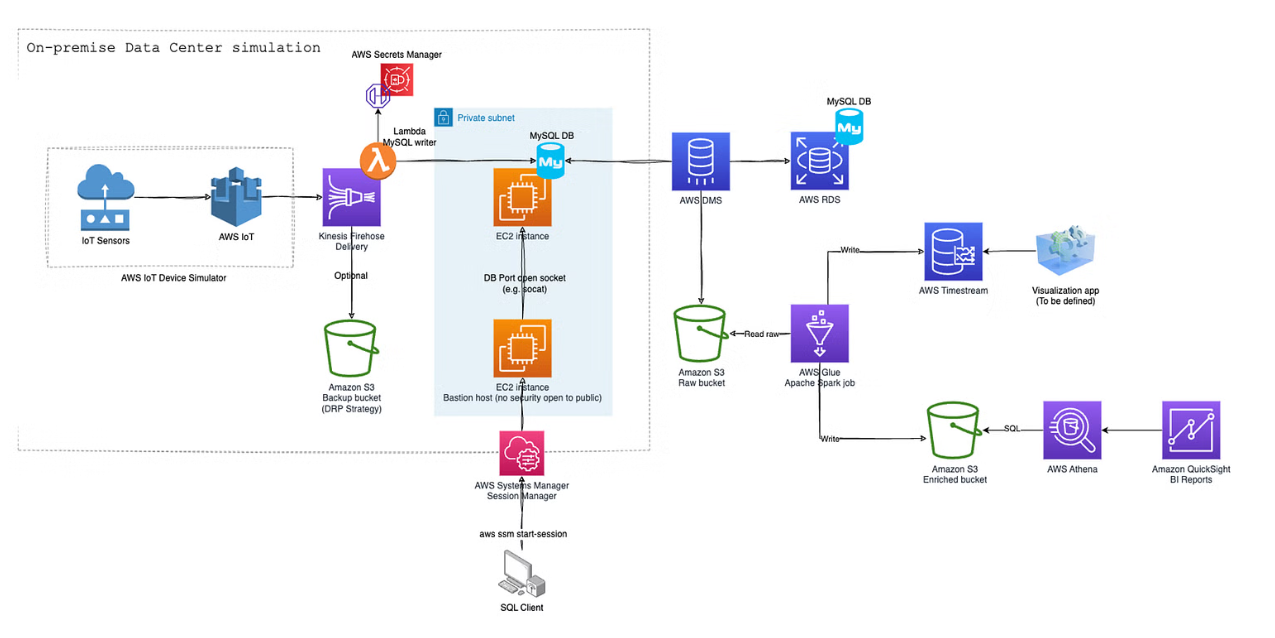 On-premise Data Center simulation
AWS Secrets Manager
Private subnet
Lambda
MySQL writer
MySQL DB
My
MySQL DB
My
AWS DMS
AWS RDS
IoT Sensors
AWS IoT
Kinesis Firehose
Delivery
EC2 instance
AWS IoT Device Simulator
Optional
DB Port open socket
(e.g. socat)
Write
AWS Timestream
Visualization app
(To be defined)
Read raw
Amazon S3
Raw bucket
AWS Glue
Apache Spark job
Amazon S3
Backup bucket
(DRP Strategy)
EC2 instance
Bastion host (no security open to public)
Write
SQL
Amazon S3
Enriched bucket
AWS Athena
Amazon QuickSight
BI Reports
AWS Systems Manager
Session Manager
aws ssm start-session
SQL Client